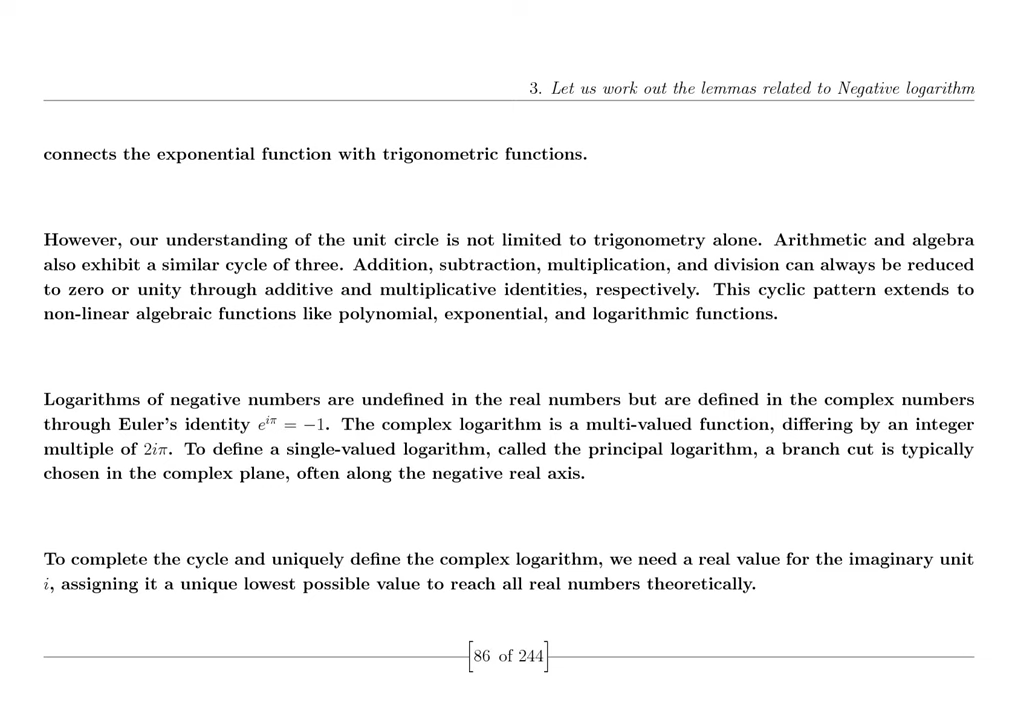 3. Let us work out the lemmas related to Negative logarithm
connects the exponential function with trigonometric functions.
However, our understanding of the unit circle is not limited to trigonometry alone. Arithmetic and algebra
also exhibit a similar cycle of three. Addition, subtraction, multiplication, and division can always be reduced
to zero or unity through additive and multiplicative identities, respectively. This cyclic pattern extends to
non-linear algebraic functions like polynomial, exponential, and logarithmic functions.
Logarithms of negative numbers are undefined in the real numbers but are defined in the complex numbers
through Euler's identity $e^{i\pi} = -1$. The complex logarithm is a multi-valued function, differing by an integer
multiple of $2i\pi$. To define a single-valued logarithm, called the principal logarithm, a branch cut is typically
chosen in the complex plane, often along the negative real axis.
To complete the cycle and uniquely define the complex logarithm, we need a real value for the imaginary unit
$i$, assigning it a unique lowest possible value to reach all real numbers theoretically.
[86 of 244]